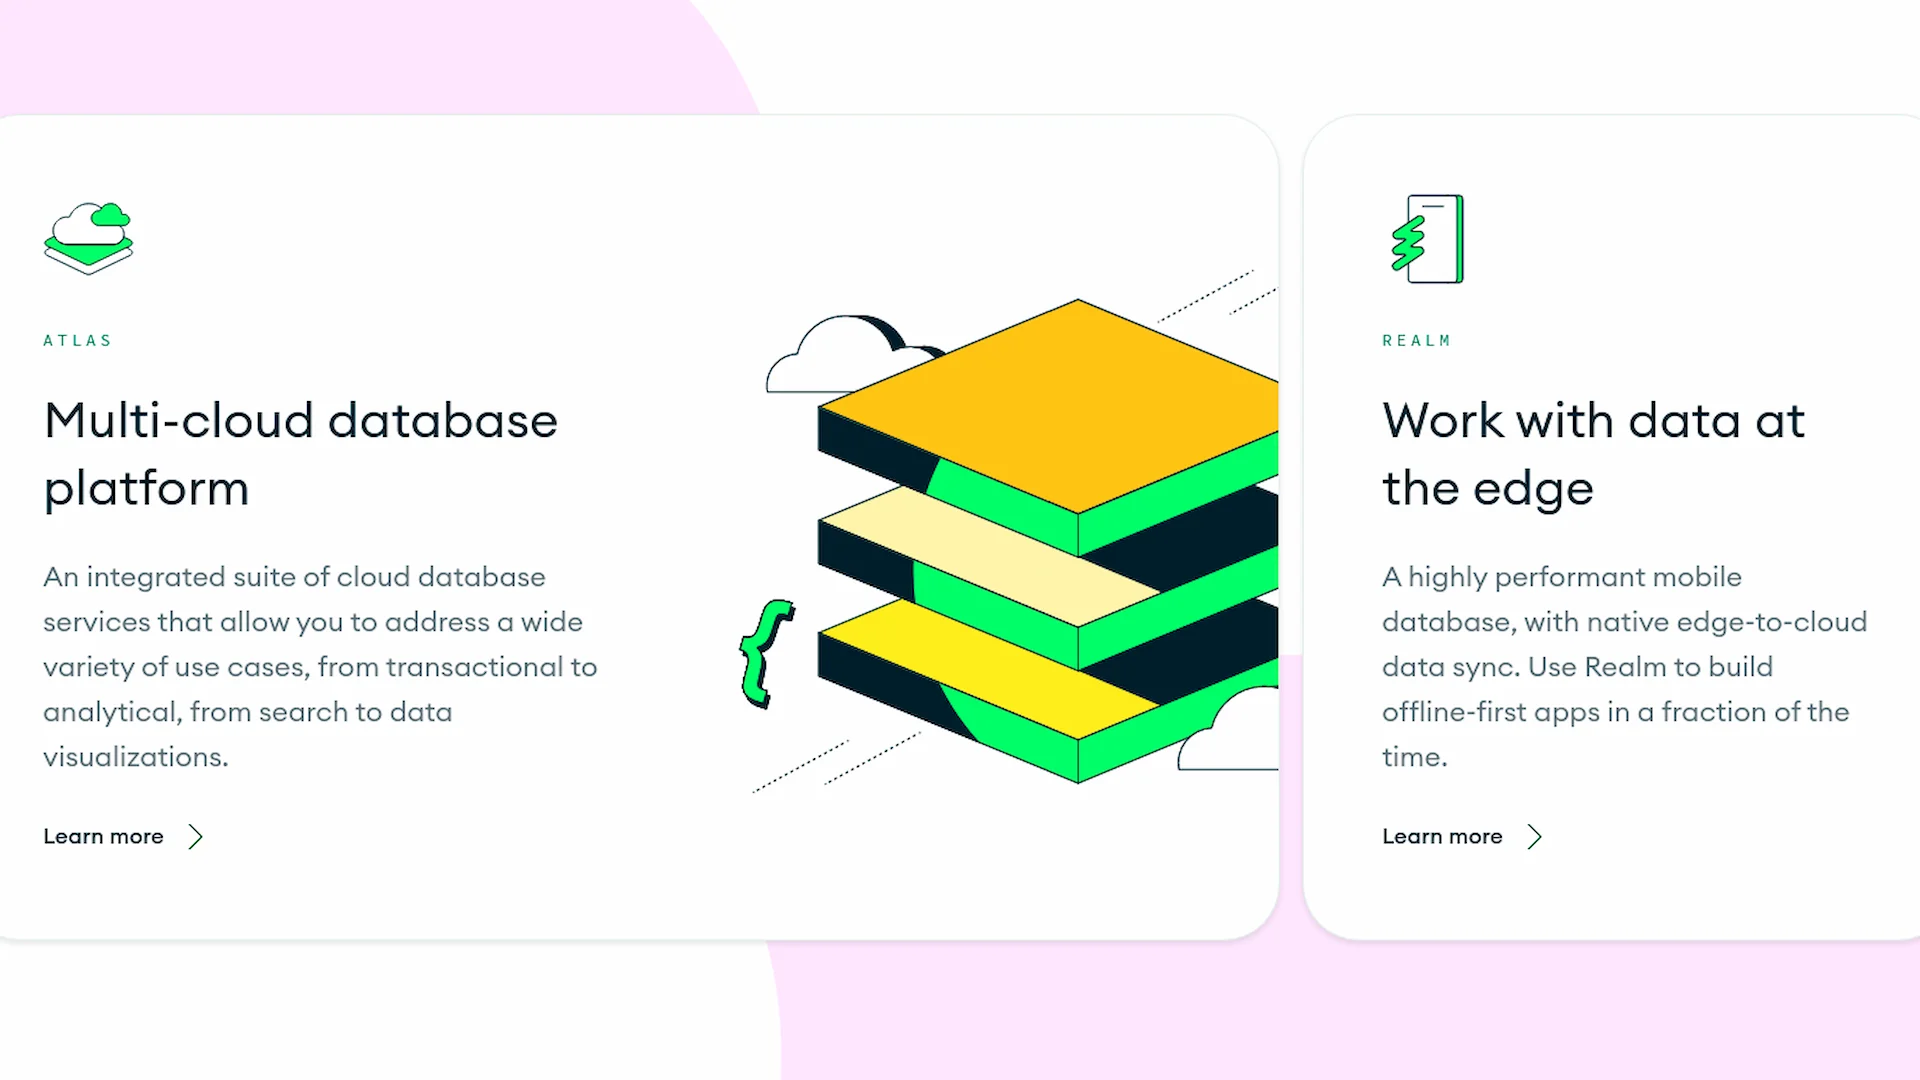 ATLAS
Multi-cloud database
platform
An integrated suite of cloud database
services that allow you to address a wide
variety of use cases, from transactional to
analytical, from search to data
visualizations.
Learn more
REALM
Work with data at
the edge
A highly performant mobile
database, with native edge-to-cloud
data sync. Use Realm to build
offline-first apps in a fraction of the
time.
Learn more